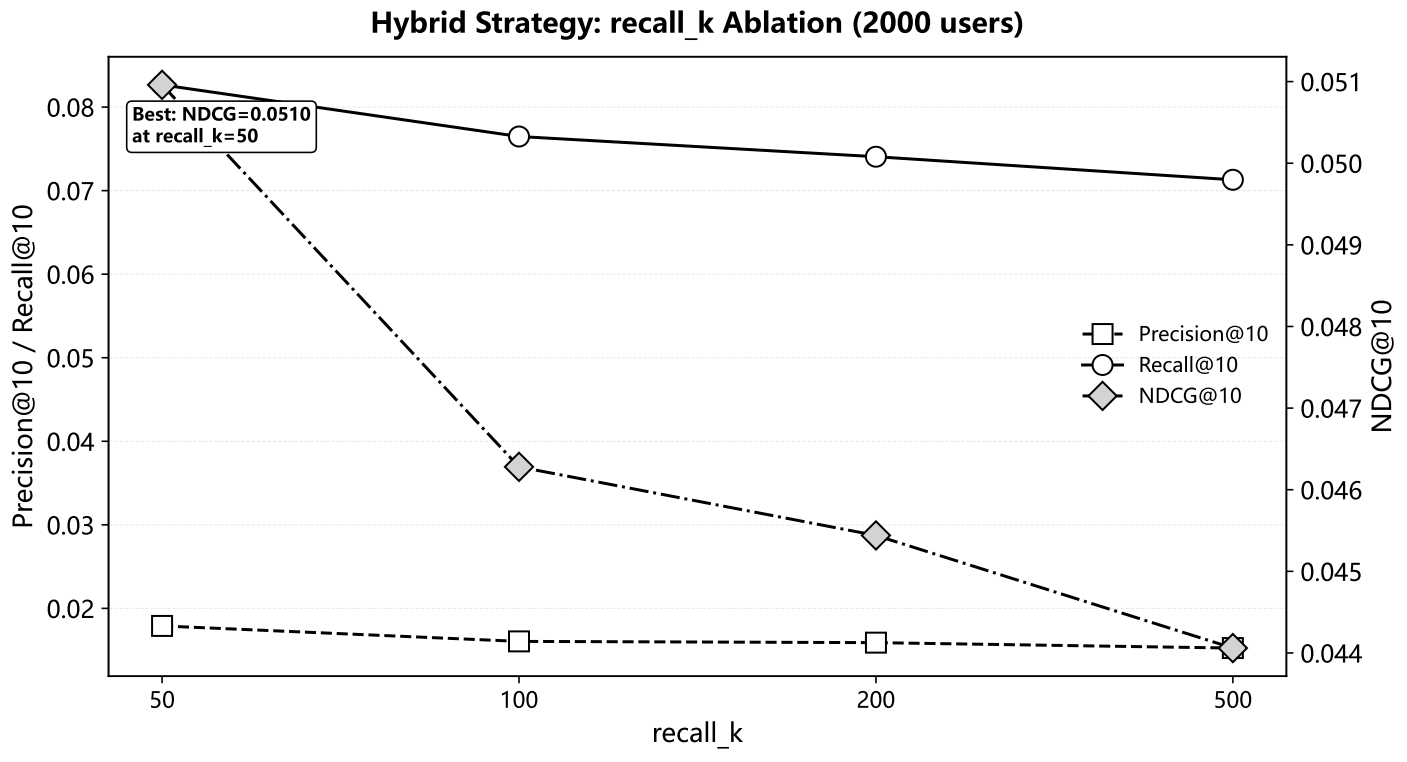 Hybrid Strategy: recall_k Ablation (2000 users)
Precision@10 / Recall@10
0.08
0.07
0.06
0.05
0.04
0.03
0.02
Best: NDCG=0.0510
at recall_k=50
Precision@10
Recall@10
NDCG@10
0.051
0.050
0.049
0.048
0.047
0.046
0.045
0.044
NDCG@10
50 100 200 500
recall_k